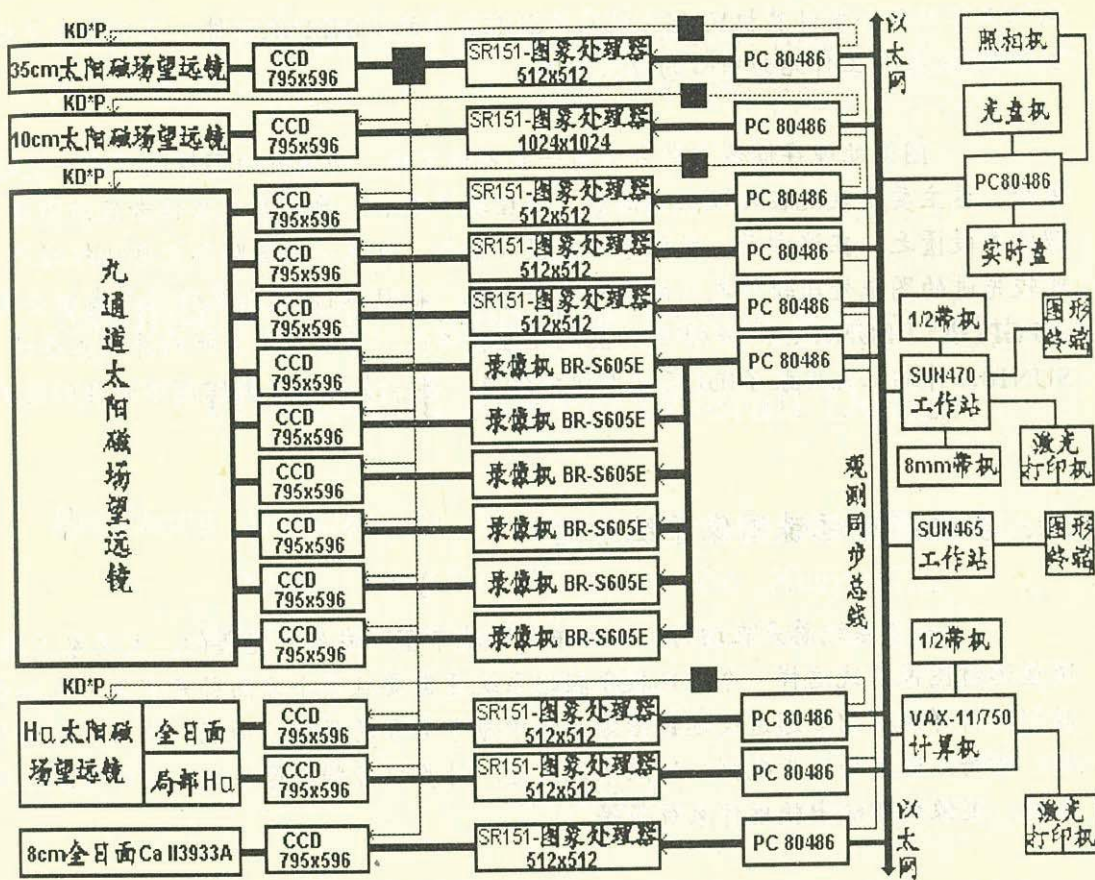 KD*P
35cm太阳磁场望远镜
CCD
795x596
SR151-图象处理器
512x512
PC 80486
以太网
照相机
KD*P
10cm太阳磁场望远镜
CCD
795x596
SR151-图象处理器
1024x1024
PC 80486
光盘机
KD*P
九通道太阳磁场望远镜
CCD
795x596
SR151-图象处理器
512x512
PC 80486
PC80486
CCD
795x596
SR151-图象处理器
512x512
PC 80486
实时盘
CCD
795x596
SR151-图象处理器
512x512
PC 80486
1/2带机
图形
终端
CCD
795x596
录像机 BR-S605E
PC 80486
SUN470
工作站
CCD
795x596
录像机 BR-S605E
CCD
795x596
录像机 BR-S605E
观测同步总线
8mm带机
激光
打印机
CCD
795x596
录像机 BR-S605E
SUN465
工作站
图形
终端
CCD
795x596
录像机 BR-S605E
CCD
795x596
录像机 BR-S605E
1/2带机
KD*P
Hα太阳磁
场望远镜
全日面
CCD
795x596
SR151-图象处理器
512x512
PC 80486
VAX-11/750
计算机
局部Hα
CCD
795x596
SR151-图象处理器
512x512
PC 80486
8cm全日面Ca II3933A
CCD
795x596
SR151-图象处理器
512x512
PC 80486
以太网
激光
打印机